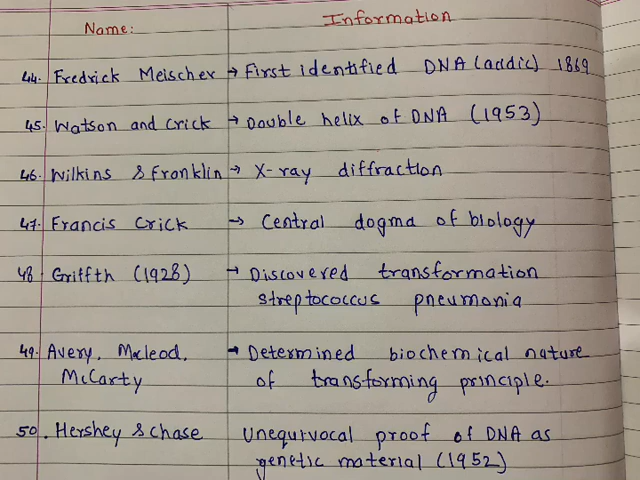 Name: Information
44. Fredrick Meischer → First identified DNA (acidic) 1869
45. Watson and Crick → Double helix of DNA (1953)
46. Wilkins & franklin → X-ray diffraction
47. Francis Crick → Central dogma of biology
48 Griffth (1928) → Discovered transformation
streptococcus pneumonia
49. Avery, Macleod, → Determined biochemical nature
McCarty of transforming principle.
50. Hershey & Chase Unequivocal proof of DNA as
genetic material (1952)